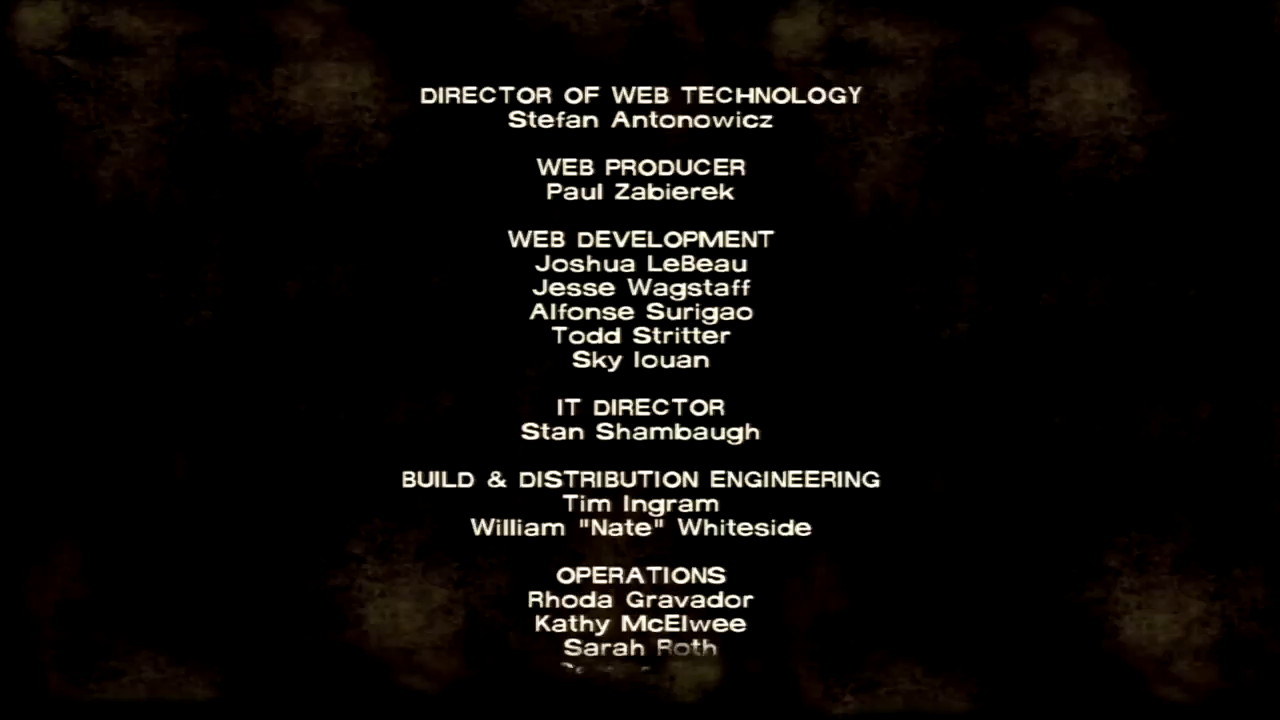 DIRECTOR OF WEB TECHNOLOGY
Stefan Antonowicz
WEB PRODUCER
Paul Zabierek
WEB DEVELOPMENT
Joshua LeBeau
Jesse Wagstaff
Alfonse Surigao
Todd Stritter
Sky Iouan
IT DIRECTOR
Stan Shambaugh
BUILD & DISTRIBUTION ENGINEERING
Tim Ingram
William "Nate" Whiteside
OPERATIONS
Rhoda Gravador
Kathy McElwee
Sarah Roth